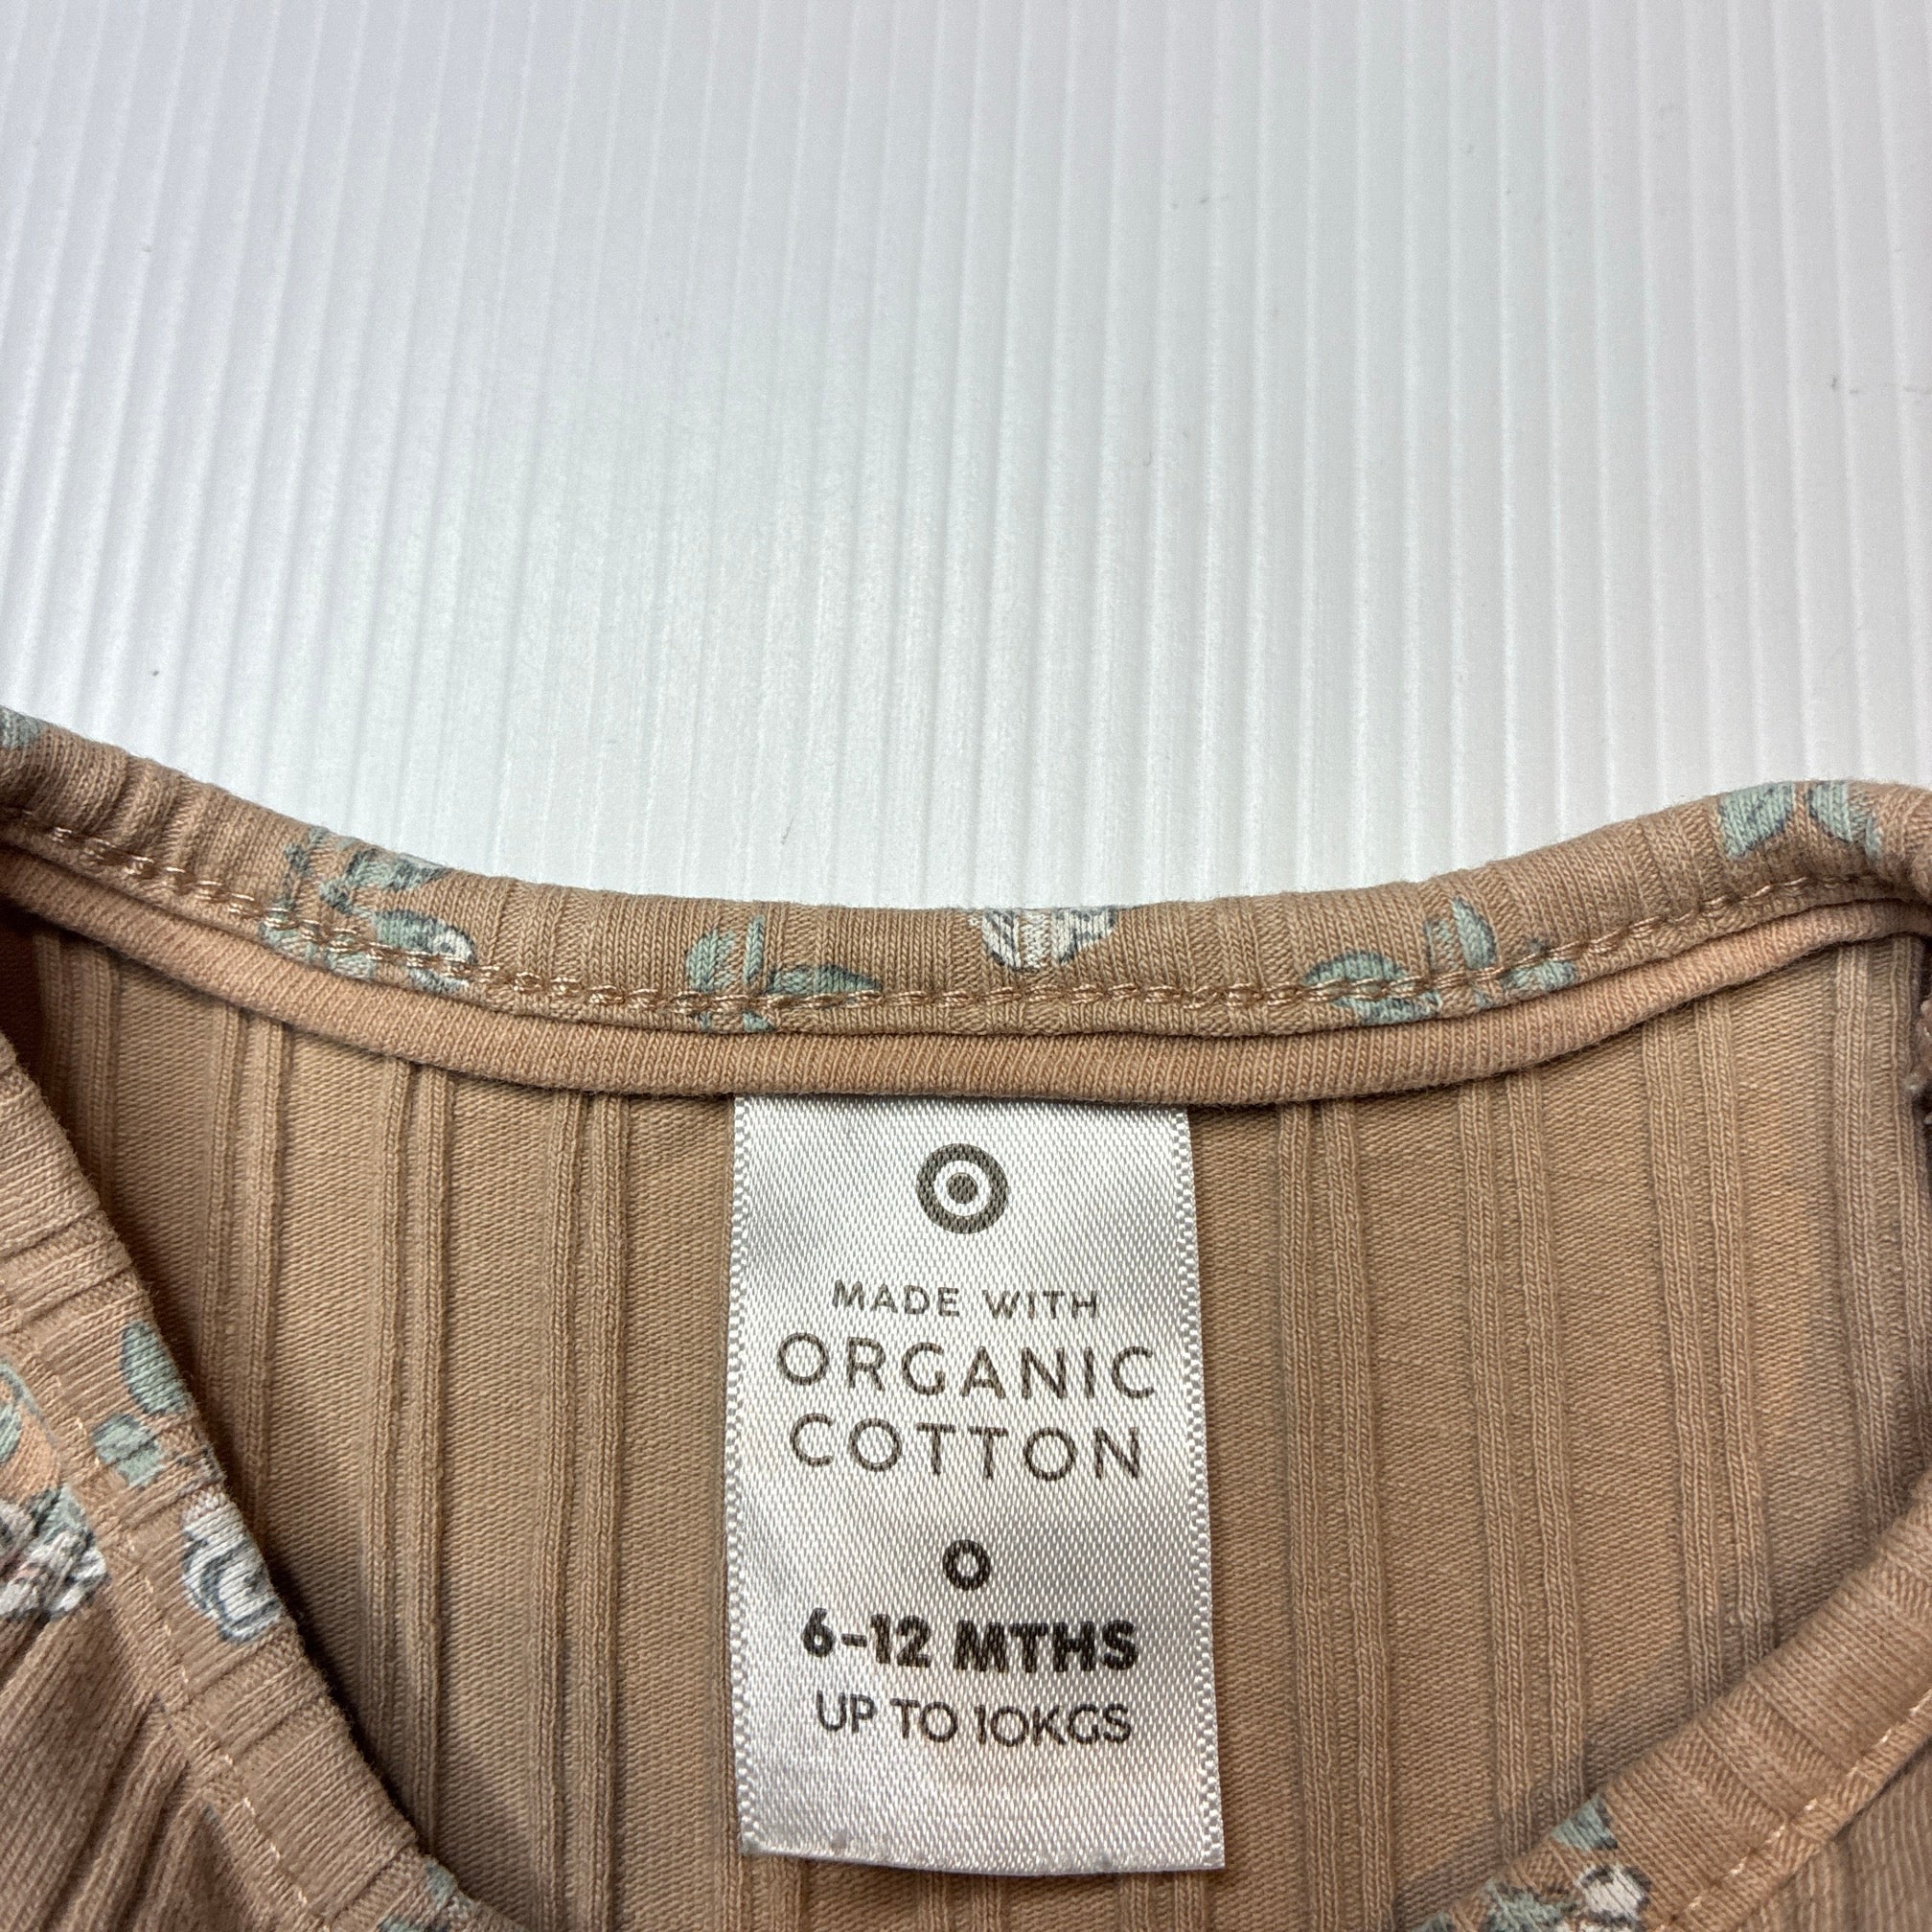 MADE WITH
ORGANIC
COTTON
0
6-12 MTHS
UP TO 10KGS